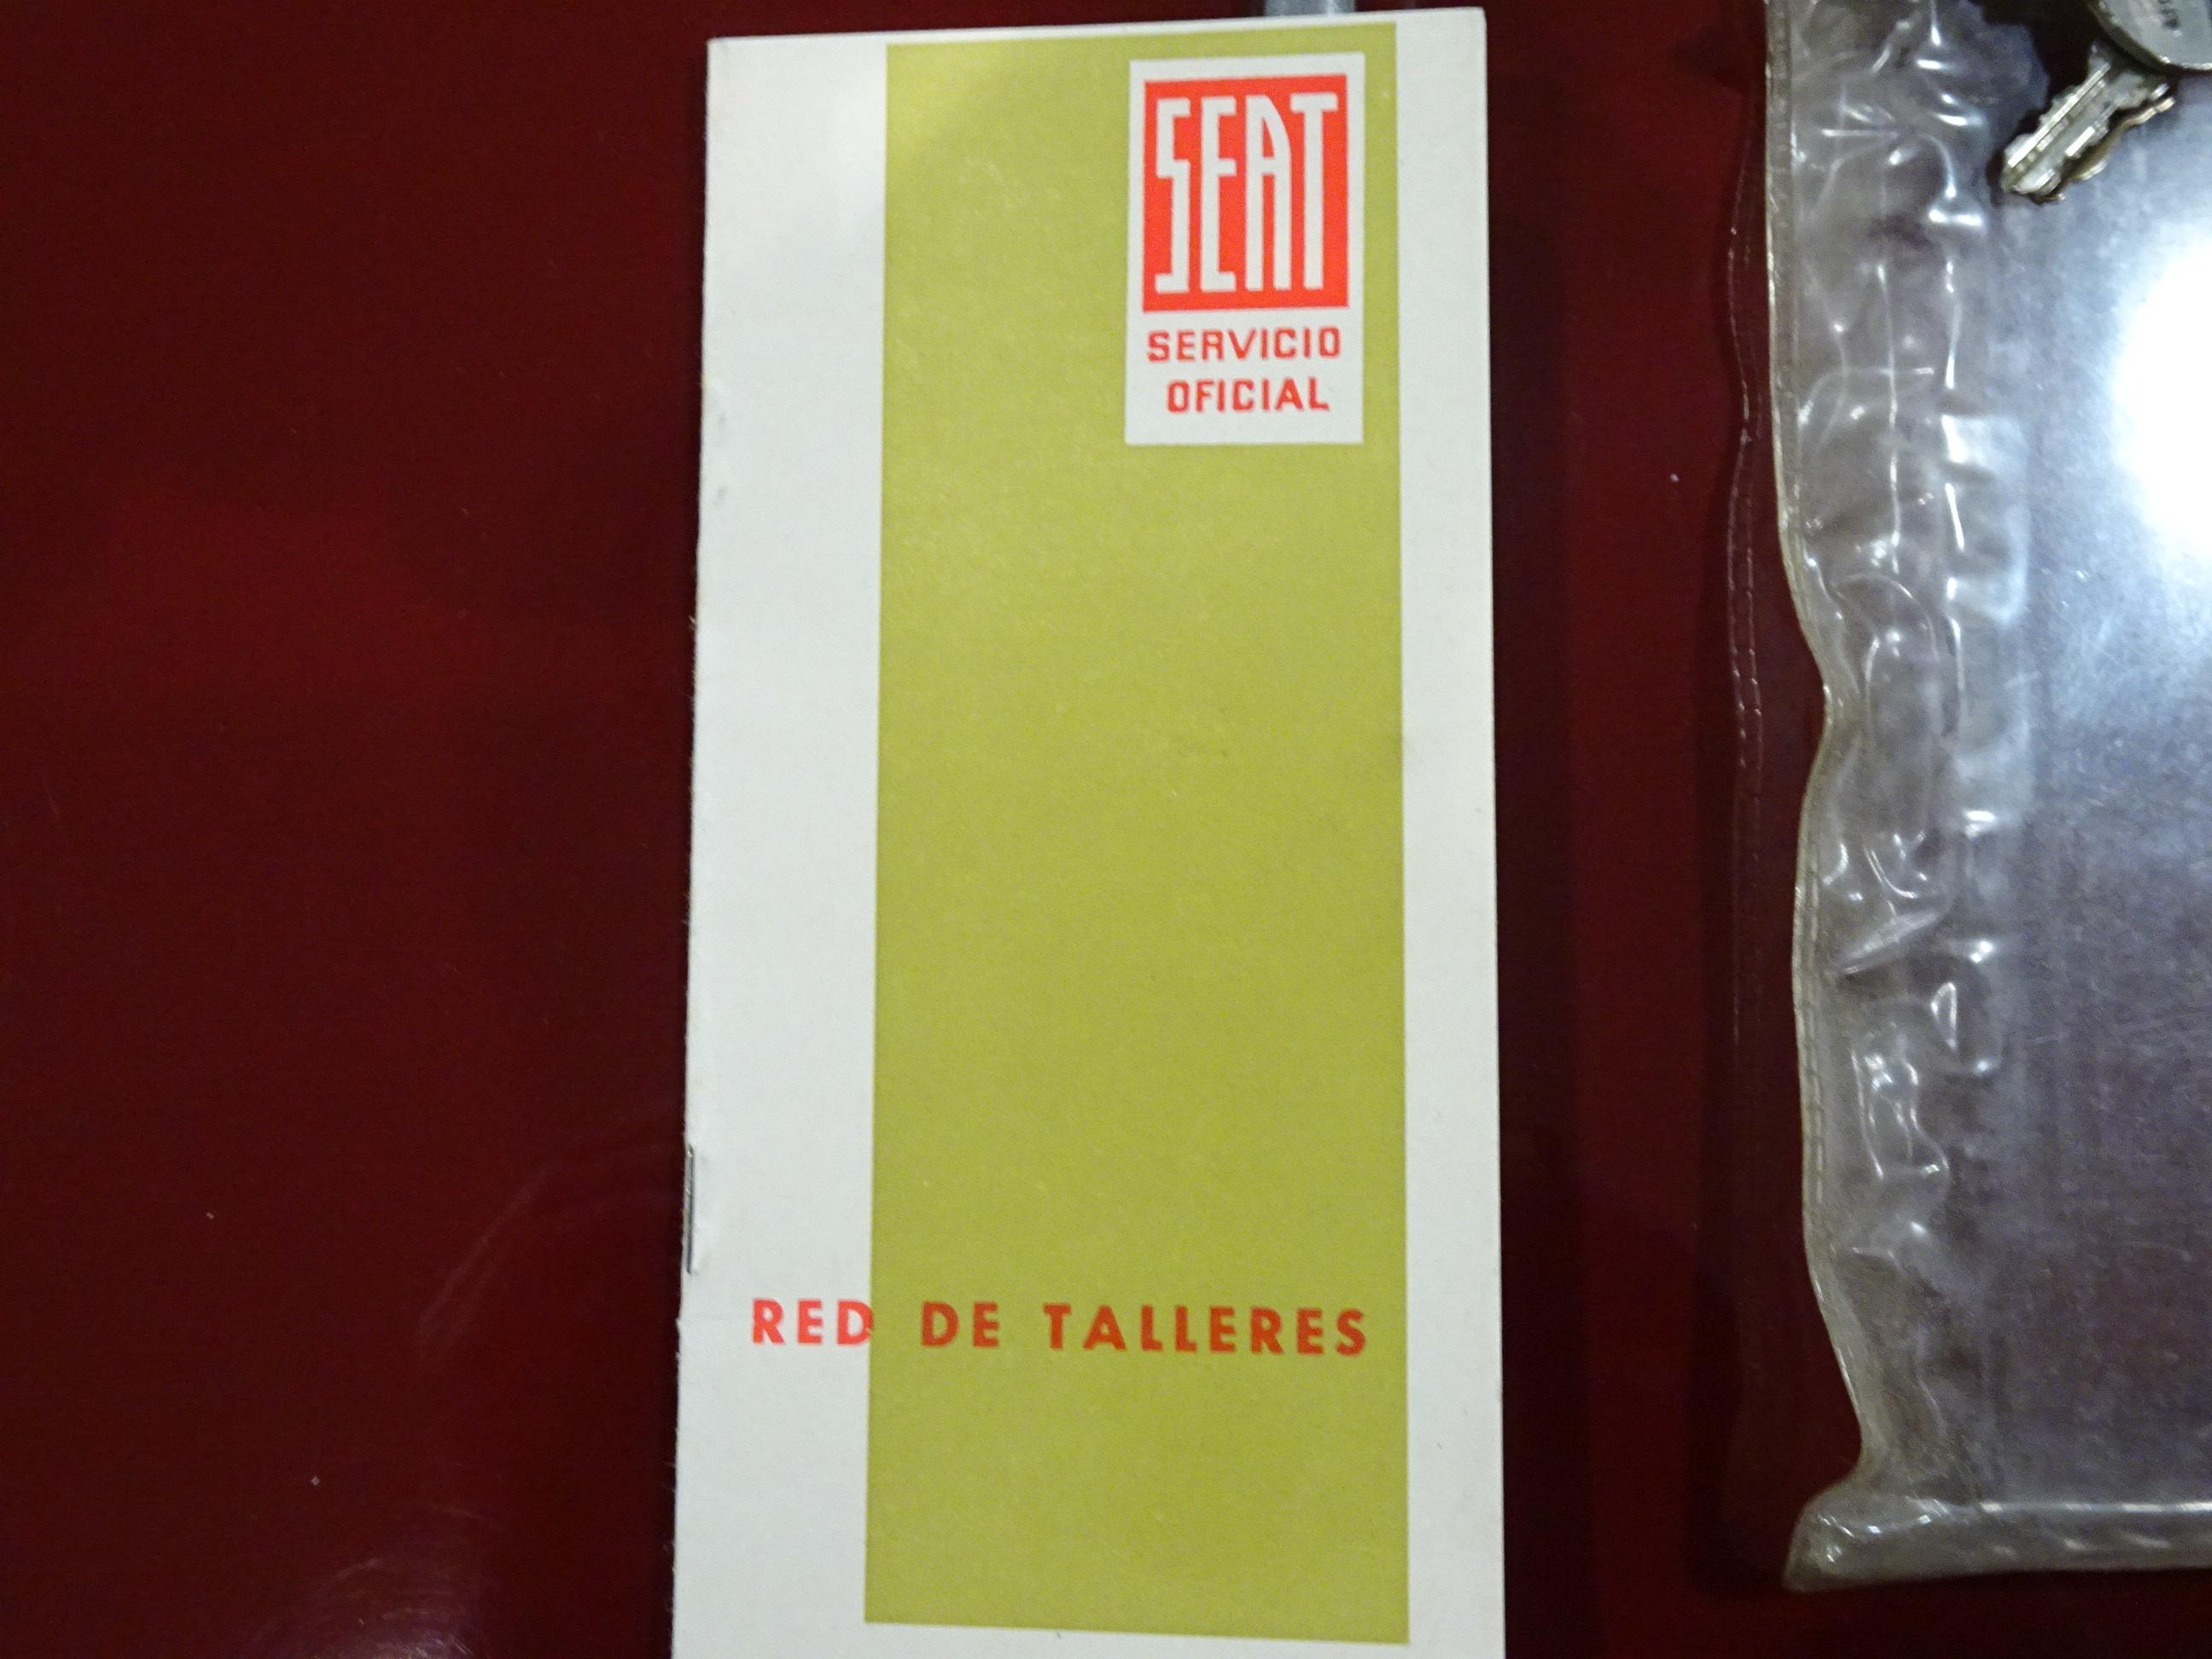 SEAT
SERVICIO
OFICIAL
RED DE TALLERES